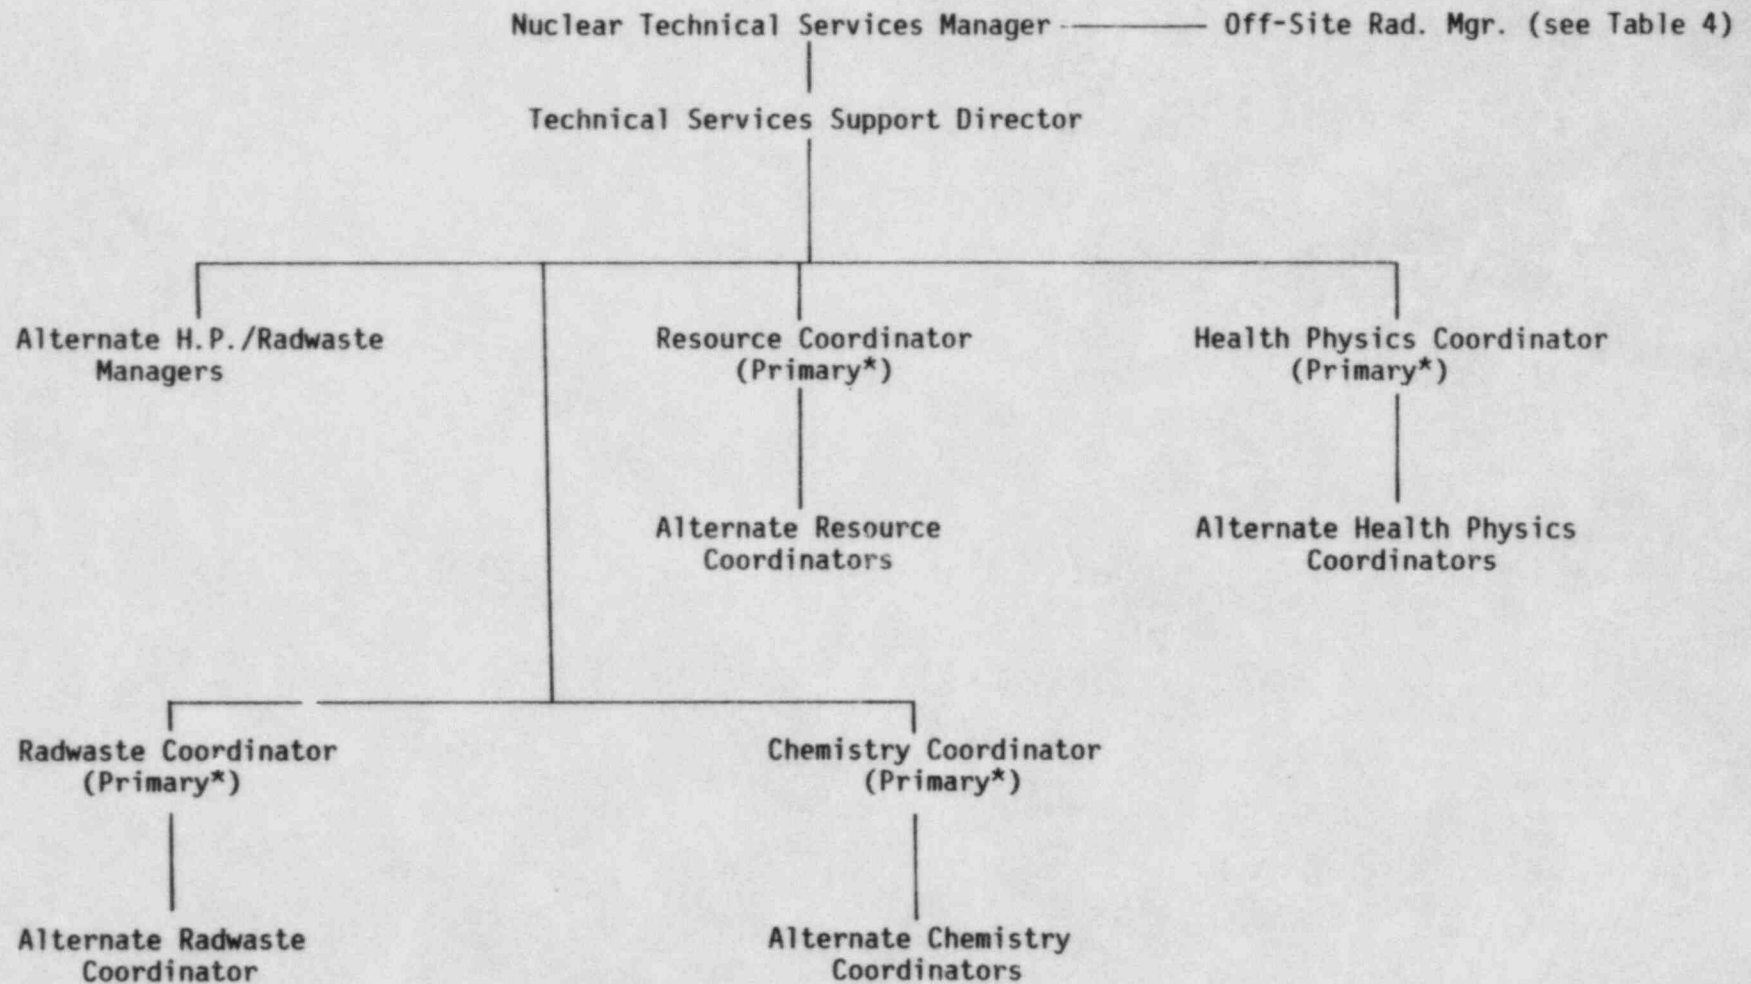 Nuclear Technical Services Manager
Off-Site Rad. Mgr. (see Table 4)
Technical Services Support Director
Alternate H.P./Radwaste
Managers
Resource Coordinator
(Primary*)
Health Physics Coordinator
(Primary*)
Alternate Resource
Coordinators
Alternate Health Physics
Coordinators
Radwaste Coordinator
(Primary*)
Chemistry Coordinator
(Primary*)
Alternate Radwaste
Coordinator
Alternate Chemistry
Coordinators